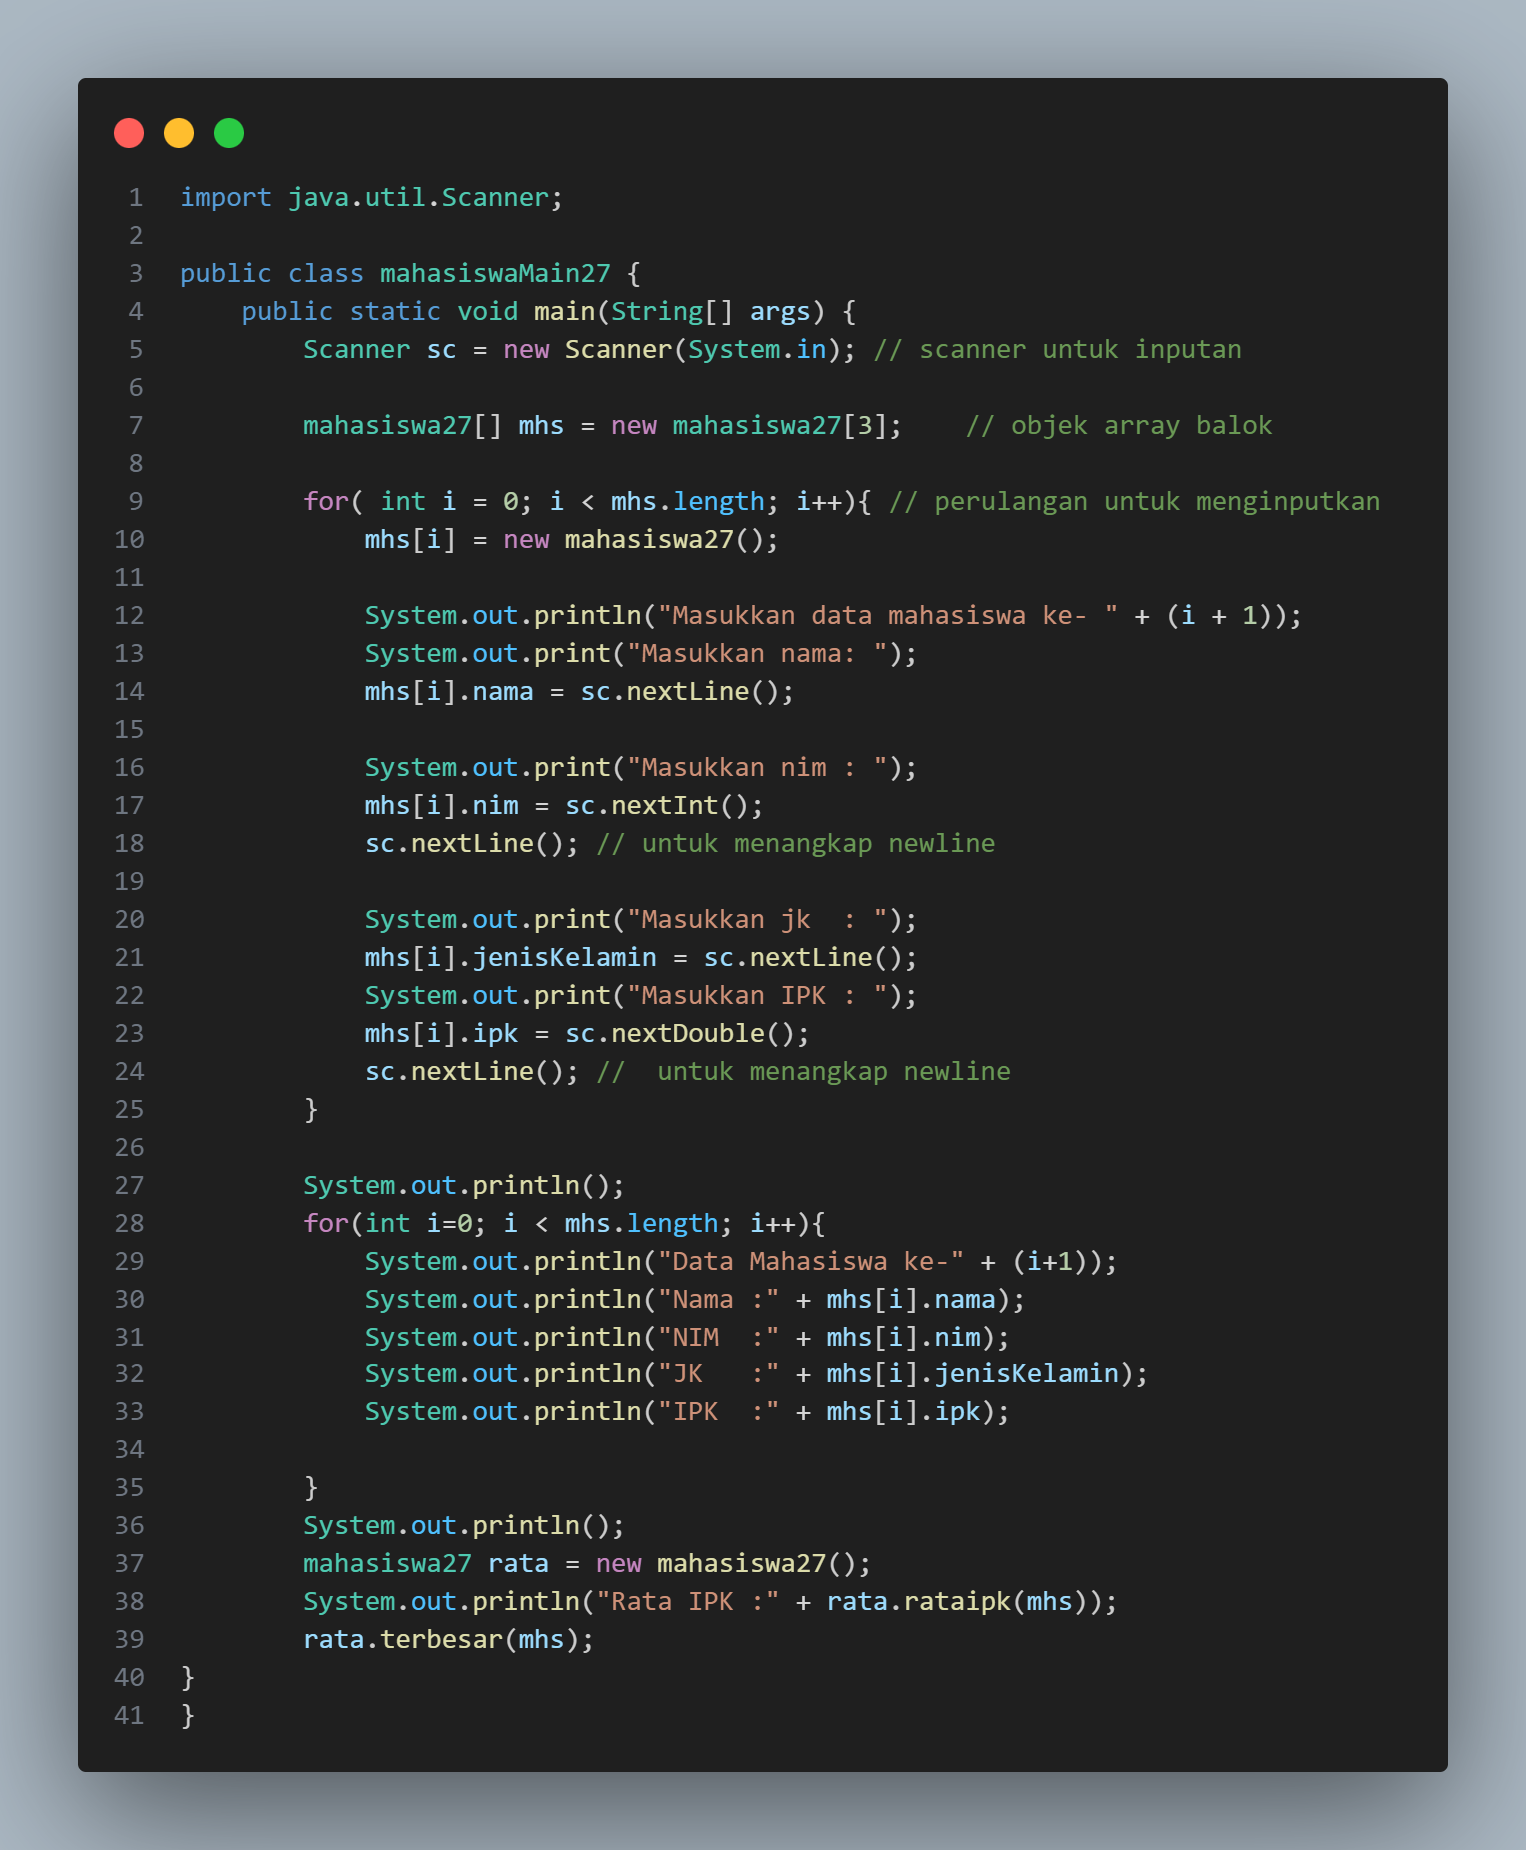 1 import java.util.Scanner;
2
3 public class mahasiswaMain27 {
4     public static void main(String[] args) {
5         Scanner sc = new Scanner(System.in); // scanner untuk inputan
6
7         mahasiswa27[] mhs = new mahasiswa27[3];    // objek array balok
8
9         for( int i = 0; i < mhs.length; i++){ // perulangan untuk menginputkan
10             mhs[i] = new mahasiswa27();
11
12             System.out.println("Masukkan data mahasiswa ke- " + (i + 1));
13             System.out.print("Masukkan nama: ");
14             mhs[i].nama = sc.nextLine();
15
16             System.out.print("Masukkan nim : ");
17             mhs[i].nim = sc.nextInt();
18             sc.nextLine(); // untuk menangkap newline
19
20             System.out.print("Masukkan jk  : ");
21             mhs[i].jenisKelamin = sc.nextLine();
22             System.out.print("Masukkan IPK : ");
23             mhs[i].ipk = sc.nextDouble();
24             sc.nextLine(); //  untuk menangkap newline
25         }
26
27         System.out.println();
28         for(int i=0; i < mhs.length; i++){
29             System.out.println("Data Mahasiswa ke-" + (i+1));
30             System.out.println("Nama :" + mhs[i].nama);
31             System.out.println("NIM  :" + mhs[i].nim);
32             System.out.println("JK   :" + mhs[i].jenisKelamin);
33             System.out.println("IPK  :" + mhs[i].ipk);
34
35         }
36         System.out.println();
37         mahasiswa27 rata = new mahasiswa27();
38         System.out.println("Rata IPK :" + rata.rataipk(mhs));
39         rata.terbesar(mhs);
40 }
41 }